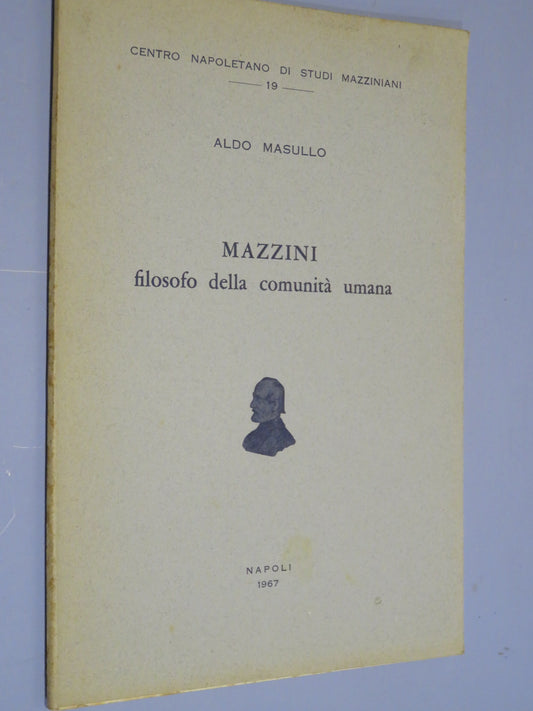 CENTRO NAPOLETANO DI STUDI MAZZINIANI
— 19 —
ALDO MASULLO
MAZZINI
filosofo della comunità umana
NAPOLI
1967